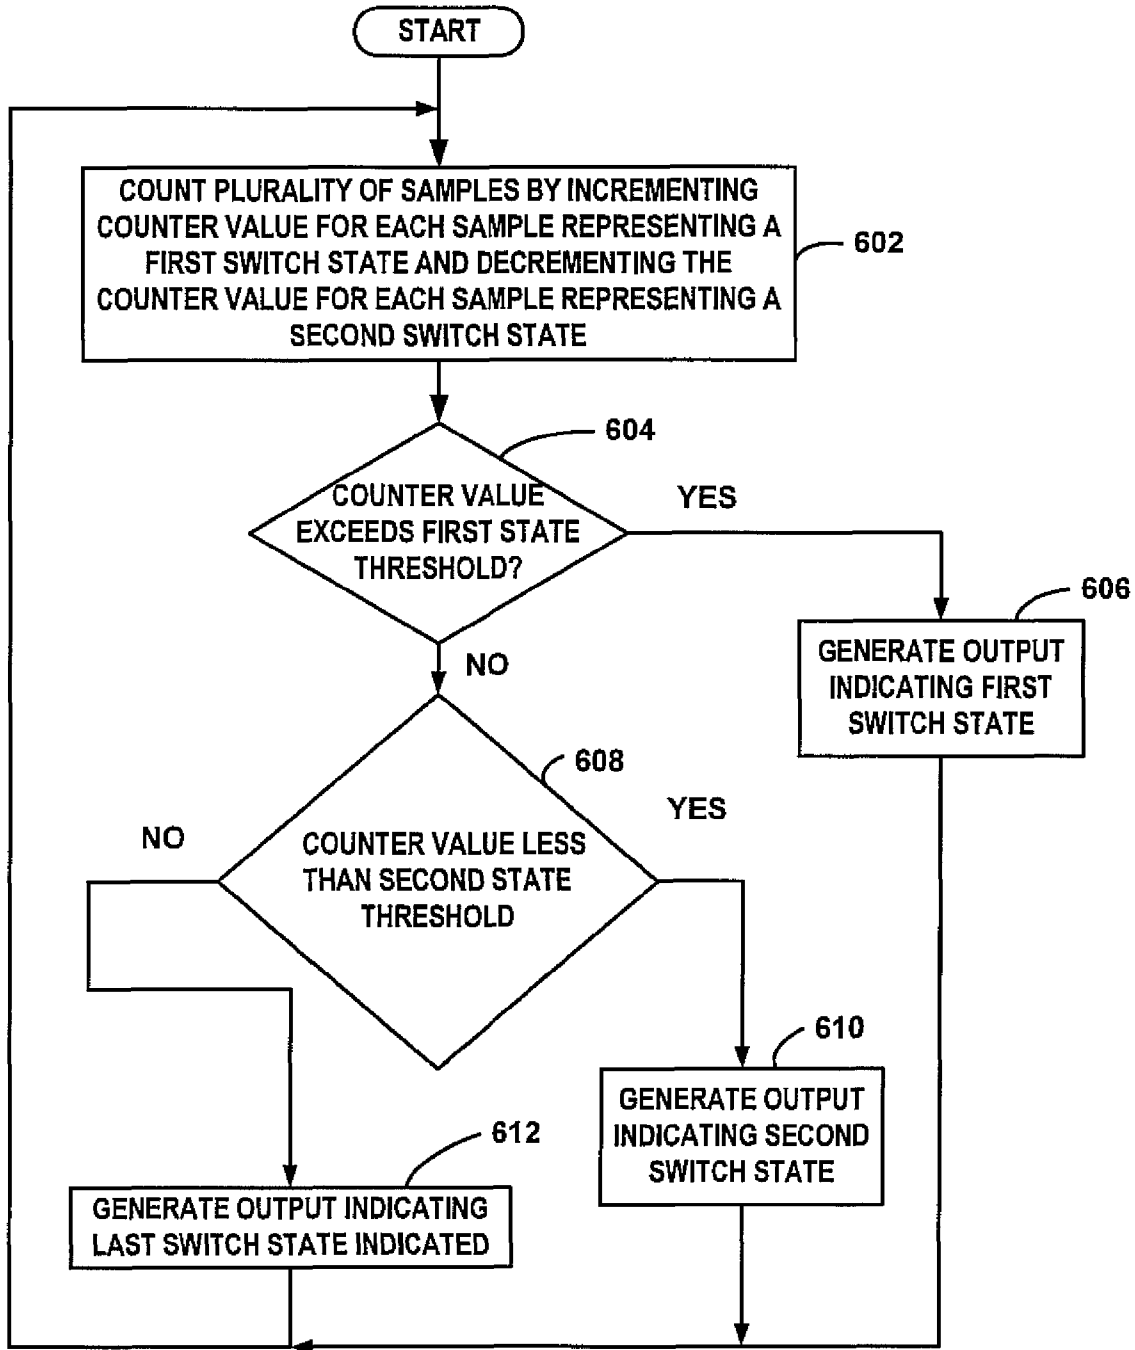 START
COUNT PLURALITY OF SAMPLES BY INCREMENTING
COUNTER VALUE FOR EACH SAMPLE REPRESENTING A
FIRST SWITCH STATE AND DECREMENTING THE
COUNTER VALUE FOR EACH SAMPLE REPRESENTING A
SECOND SWITCH STATE
602
604
COUNTER VALUE
EXCEEDS FIRST STATE
THRESHOLD?
YES
NO
606
GENERATE OUTPUT
INDICATING FIRST
SWITCH STATE
608
COUNTER VALUE LESS
THAN SECOND STATE
THRESHOLD
NO
YES
610
GENERATE OUTPUT
INDICATING SECOND
SWITCH STATE
612
GENERATE OUTPUT INDICATING
LAST SWITCH STATE INDICATED